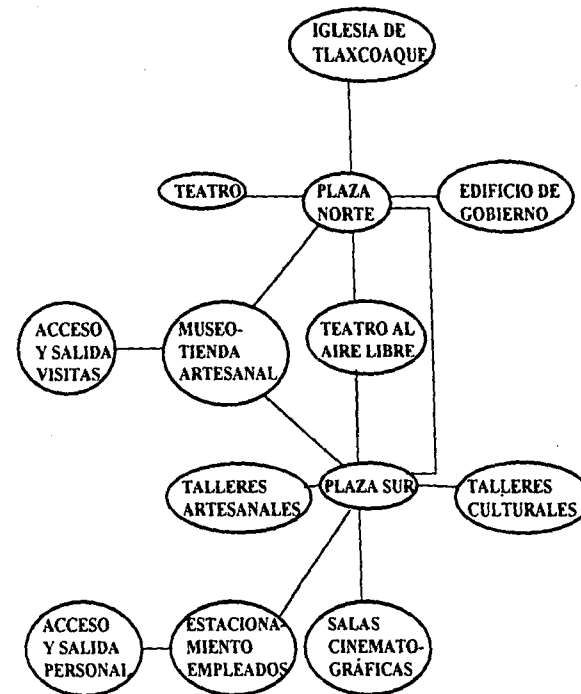 IGLESIA DE
TLAXCOAQUE
TEATRO
PLAZA
NORTE
EDIFICIO DE
GOBIERNO
ACCESO
Y SALIDA
VISITAS
MUSEO-
TIENDA
ARTESANAL
TEATRO AL
AIRE LIBRE
TALLERES
ARTESANALES
PLAZA SUR
TALLERES
CULTURALES
ACCESO
Y SALIDA
PERSONAL
ESTACIONA-
MIENTO
EMPLEADOS
SALAS
CINEMATO-
GRÁFICAS